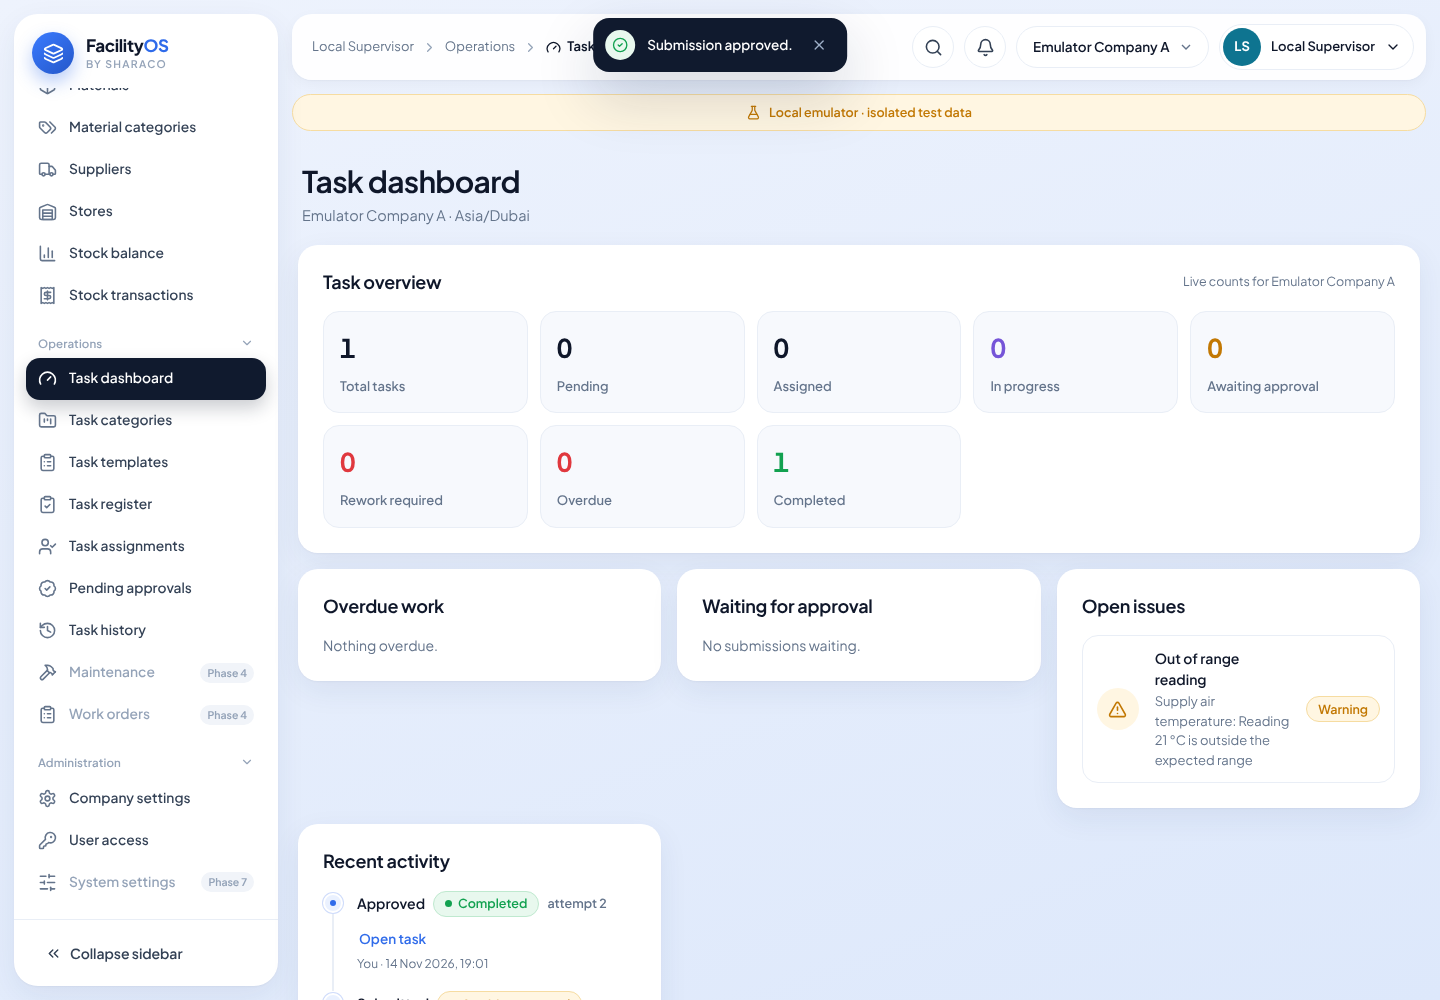 FacilityOS
BY SHARACO
Materials
Material categories
Suppliers
Stores
Stock balance
Stock transactions
Operations
Task dashboard
Task categories
Task templates
Task register
Task assignments
Pending approvals
Task history
Maintenance Phase 4
Work orders Phase 4
Administration
Company settings
User access
System settings Phase 7
Collapse sidebar
Local Supervisor
Operations
Task
Submission approved.
Emulator Company A
LS Local Supervisor
Local emulator · isolated test data
Task dashboard
Emulator Company A · Asia/Dubai
Task overview
Live counts for Emulator Company A
1
Total tasks
0
Pending
0
Assigned
0
In progress
0
Awaiting approval
0
Rework required
0
Overdue
1
Completed
Overdue work
Nothing overdue.
Waiting for approval
No submissions waiting.
Open issues
Out of range
reading
Supply air
temperature: Reading
21 °C is outside the
expected range
Warning
Recent activity
Approved Completed attempt 2
Open task
You · 14 Nov 2026, 19:01